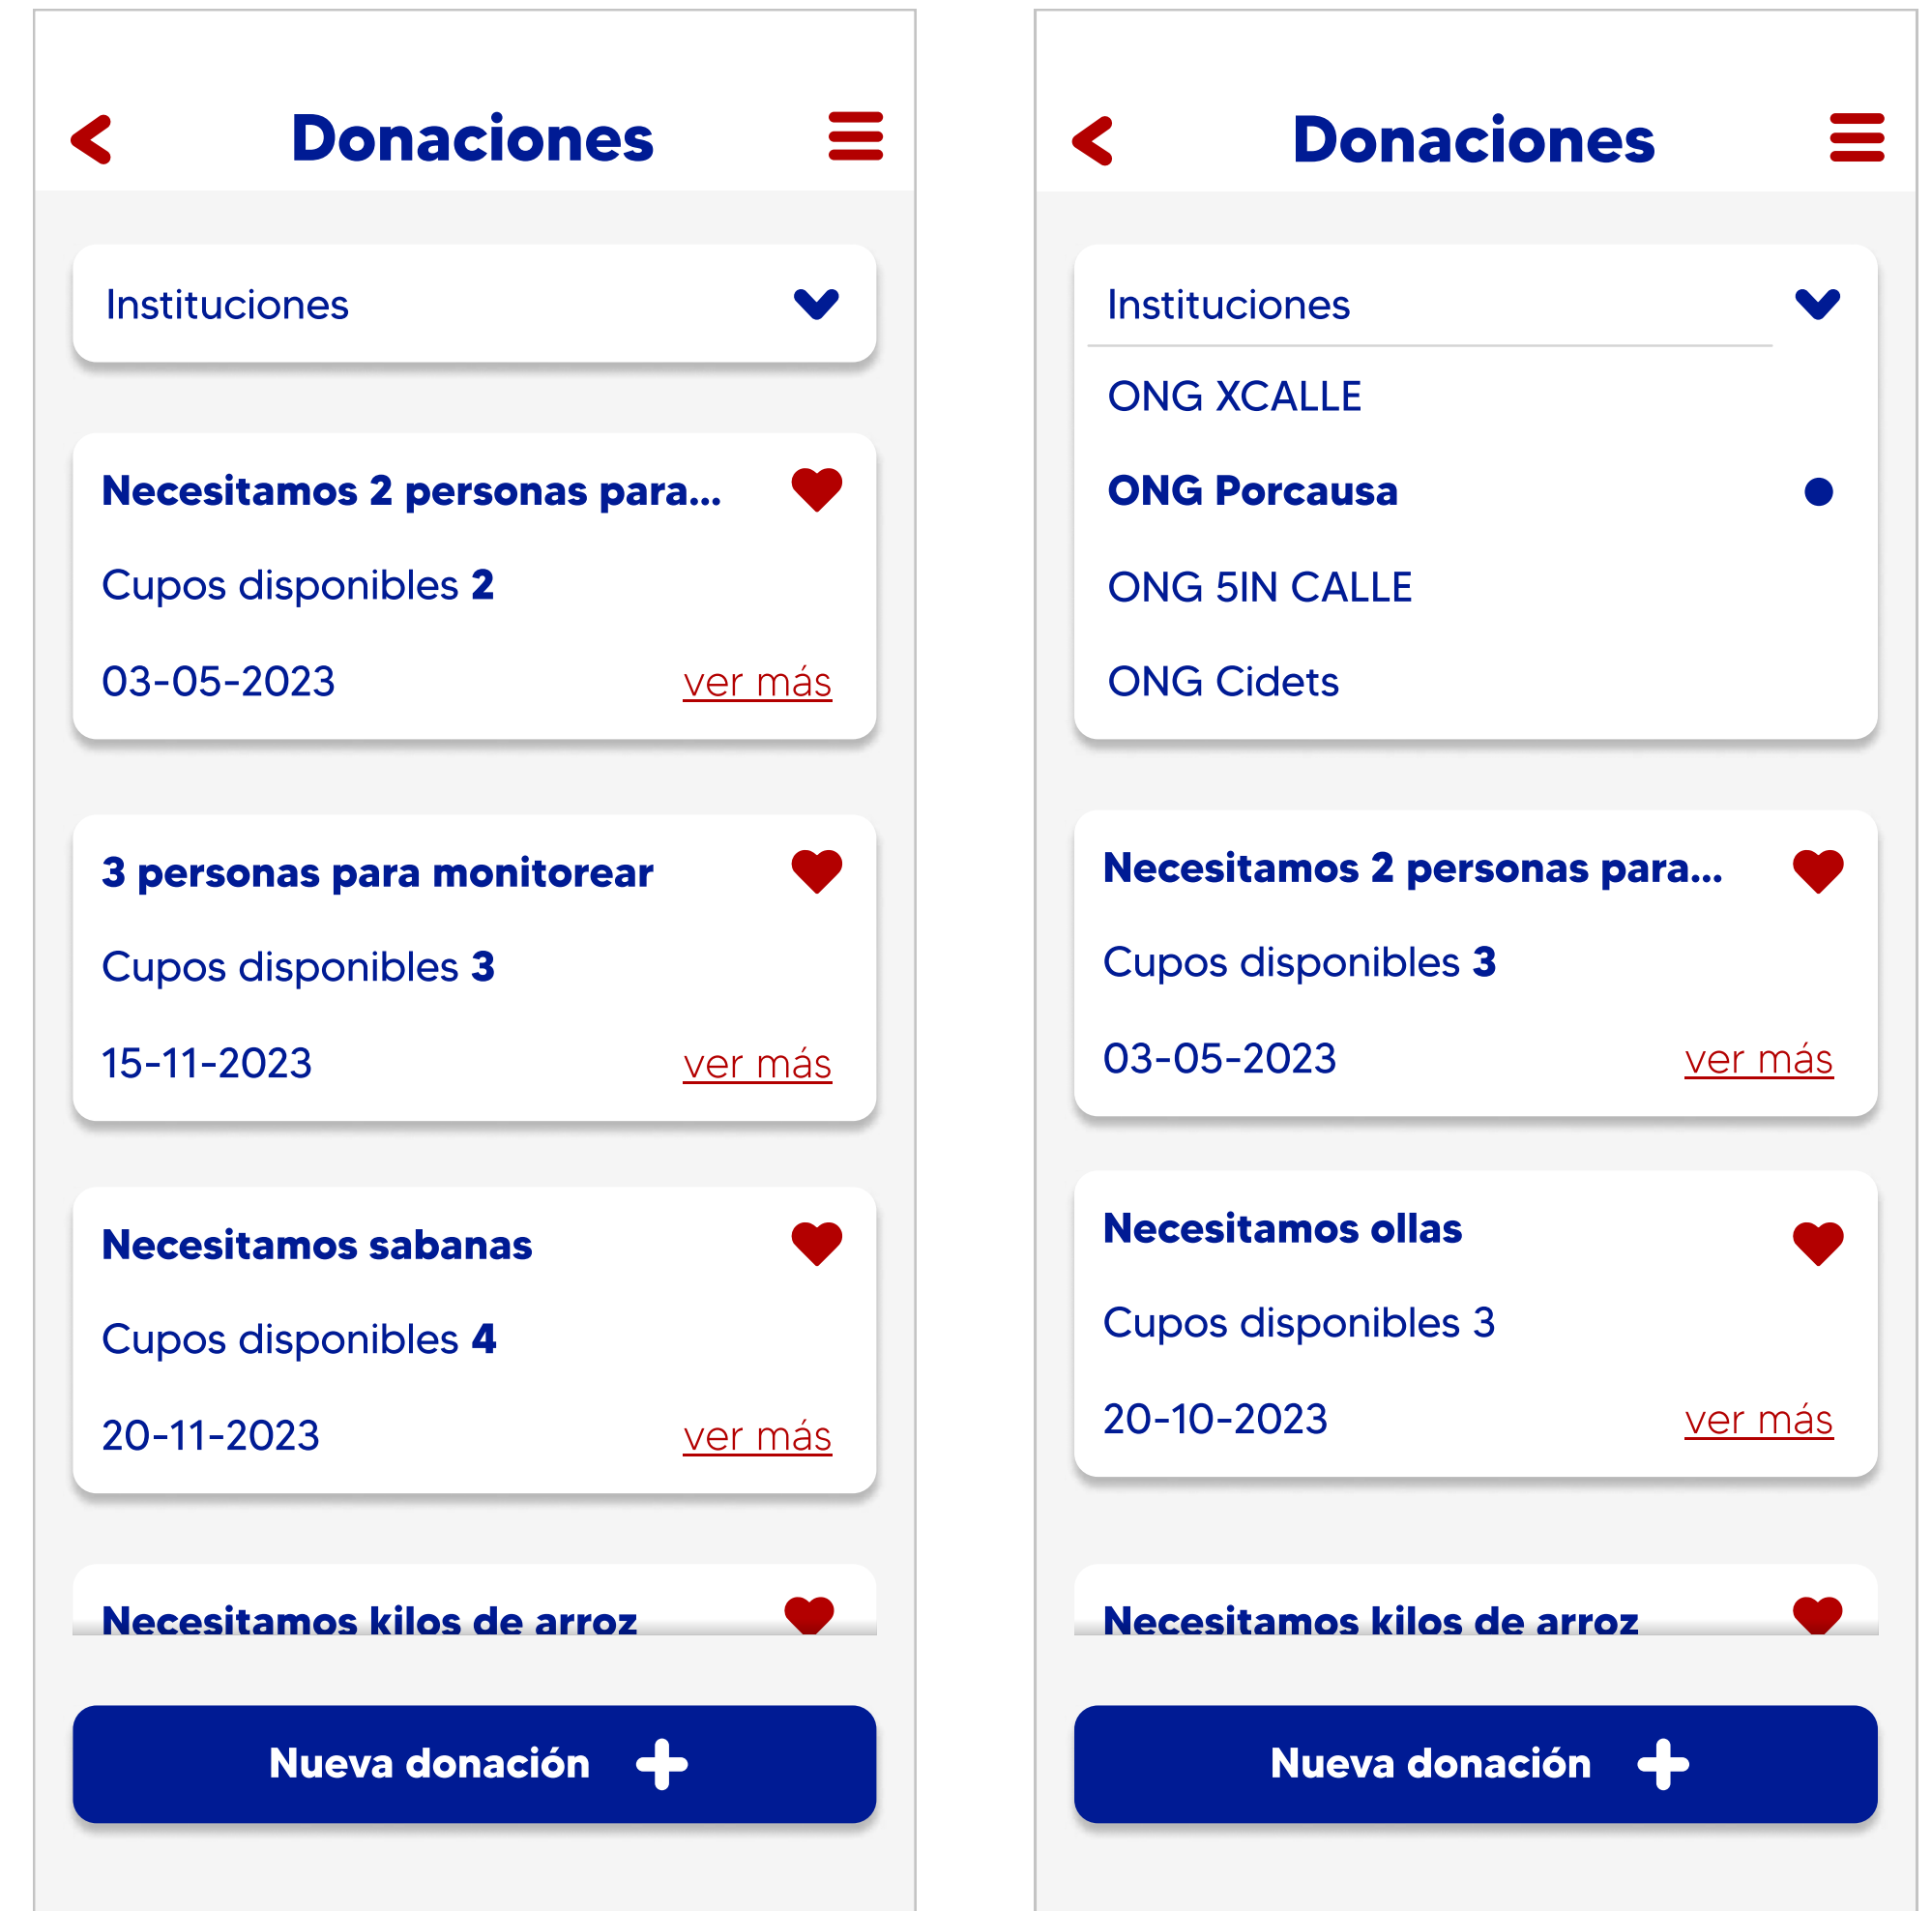 Donaciones
Instituciones
Necesitamos 2 personas para...
Cupos disponibles 2
03-05-2023
ver más
3 personas para monitorear
Cupos disponibles 3
15-11-2023
ver más
Necesitamos sabanas
Cupos disponibles 4
20-11-2023
ver más
Necesitamos kilos de arroz
Nueva donación
Donaciones
Instituciones
ONG XCALLE
ONG Porcausa
ONG 5IN CALLE
ONG Cidets
Necesitamos 2 personas para...
Cupos disponibles 3
03-05-2023
ver más
Necesitamos ollas
Cupos disponibles 3
20-10-2023
ver más
Necesitamos kilos de arroz
Nueva donación